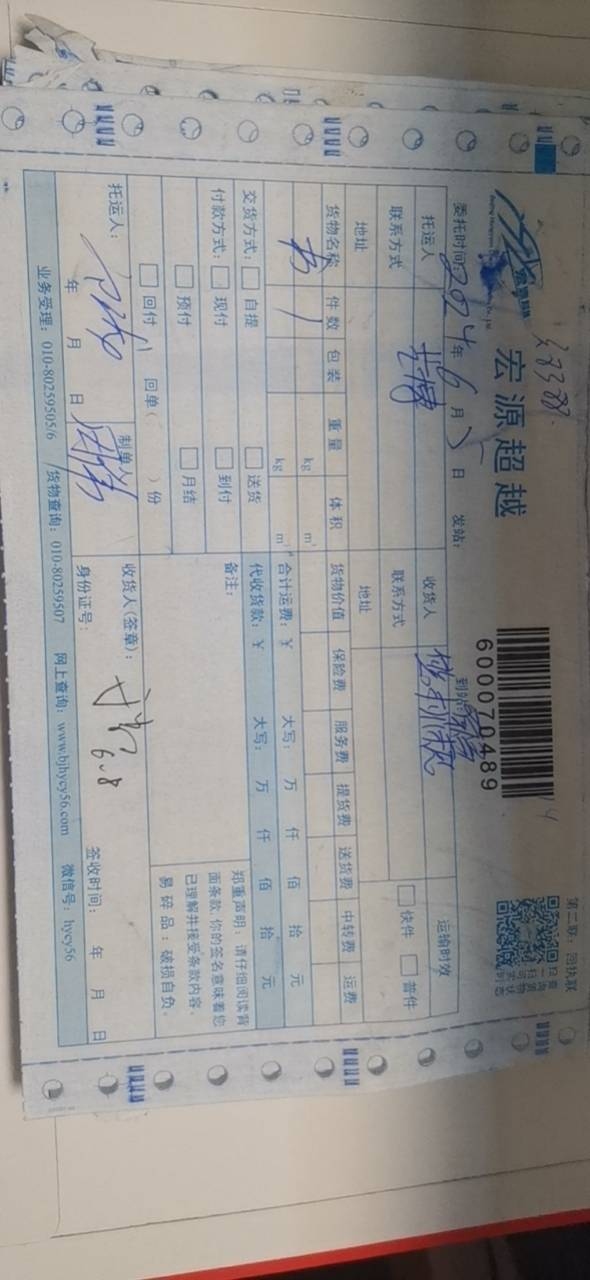 38388
宏源超越
600070489
第二联：回执联
委托时间：2024年6月 日 发站： 到站：
托运人 收货人 运输时效
联系方式 联系方式 快件 普件
地址 地址
货物名称 件数 包装 重量 体积 货物价值 保险费 服务费 提货费 送货费 中转费 运费
书 1 kg m³
kg m³ 合计运费：¥ 大写： 万 仟 佰 拾 元
交货方式： 自提 送货 代收货款：¥ 大写： 万 仟 佰 拾 元
付款方式： 现付 到付 备注：
预付 月结
回付 回单（ ）份
郑重声明：请仔细阅读背
面条款，你的签名意味着您
已理解并接受条款内容。
易碎品：破损自负。
托运人： 制单人 收货人(签章)： 6.8
年 月 日 身份证号： 签收时间： 年 月 日
业务受理：010-80259505/6 货物查询：010-80259507 网上查询：www.bjhycy56.com 微信号：hycy56